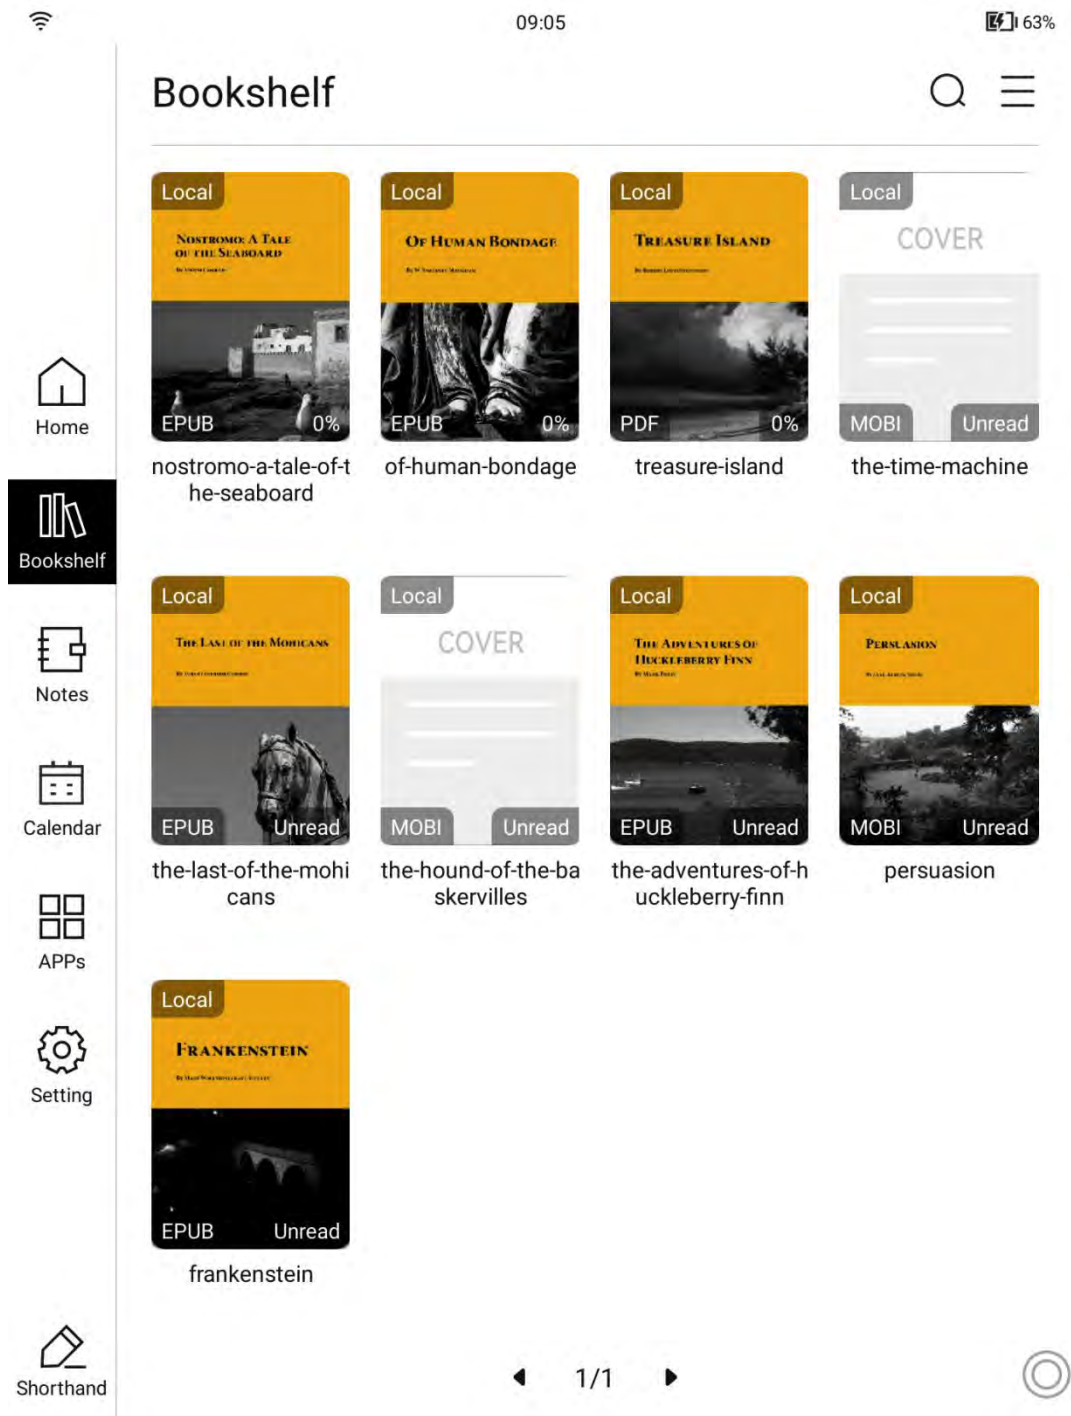 09:05
63%
Bookshelf
Local
Local
Local
Local
NOSTROMO: A TALE
OF THE SEABOARD
OF HUMAN BONDAGE
TREASURE ISLAND
COVER
EPUB 0%
EPUB 0%
PDF 0%
MOBI Unread
nostromo-a-tale-of-t
he-seaboard
of-human-bondage
treasure-island
the-time-machine
Local
Local
Local
Local
THE LAST OF THE MOHICANS
COVER
THE ADVENTURES OF
HUCKLEBERRY FINN
BY MARK TWAIN
PERSUASION
EPUB Unread
MOBI Unread
EPUB Unread
MOBI Unread
the-last-of-the-mohi
cans
the-hound-of-the-ba
skervilles
the-adventures-of-h
uckleberry-finn
persuasion
Local
FRANKENSTEIN
EPUB Unread
frankenstein
1/1
Home
Bookshelf
Notes
Calendar
APPs
Setting
Shorthand